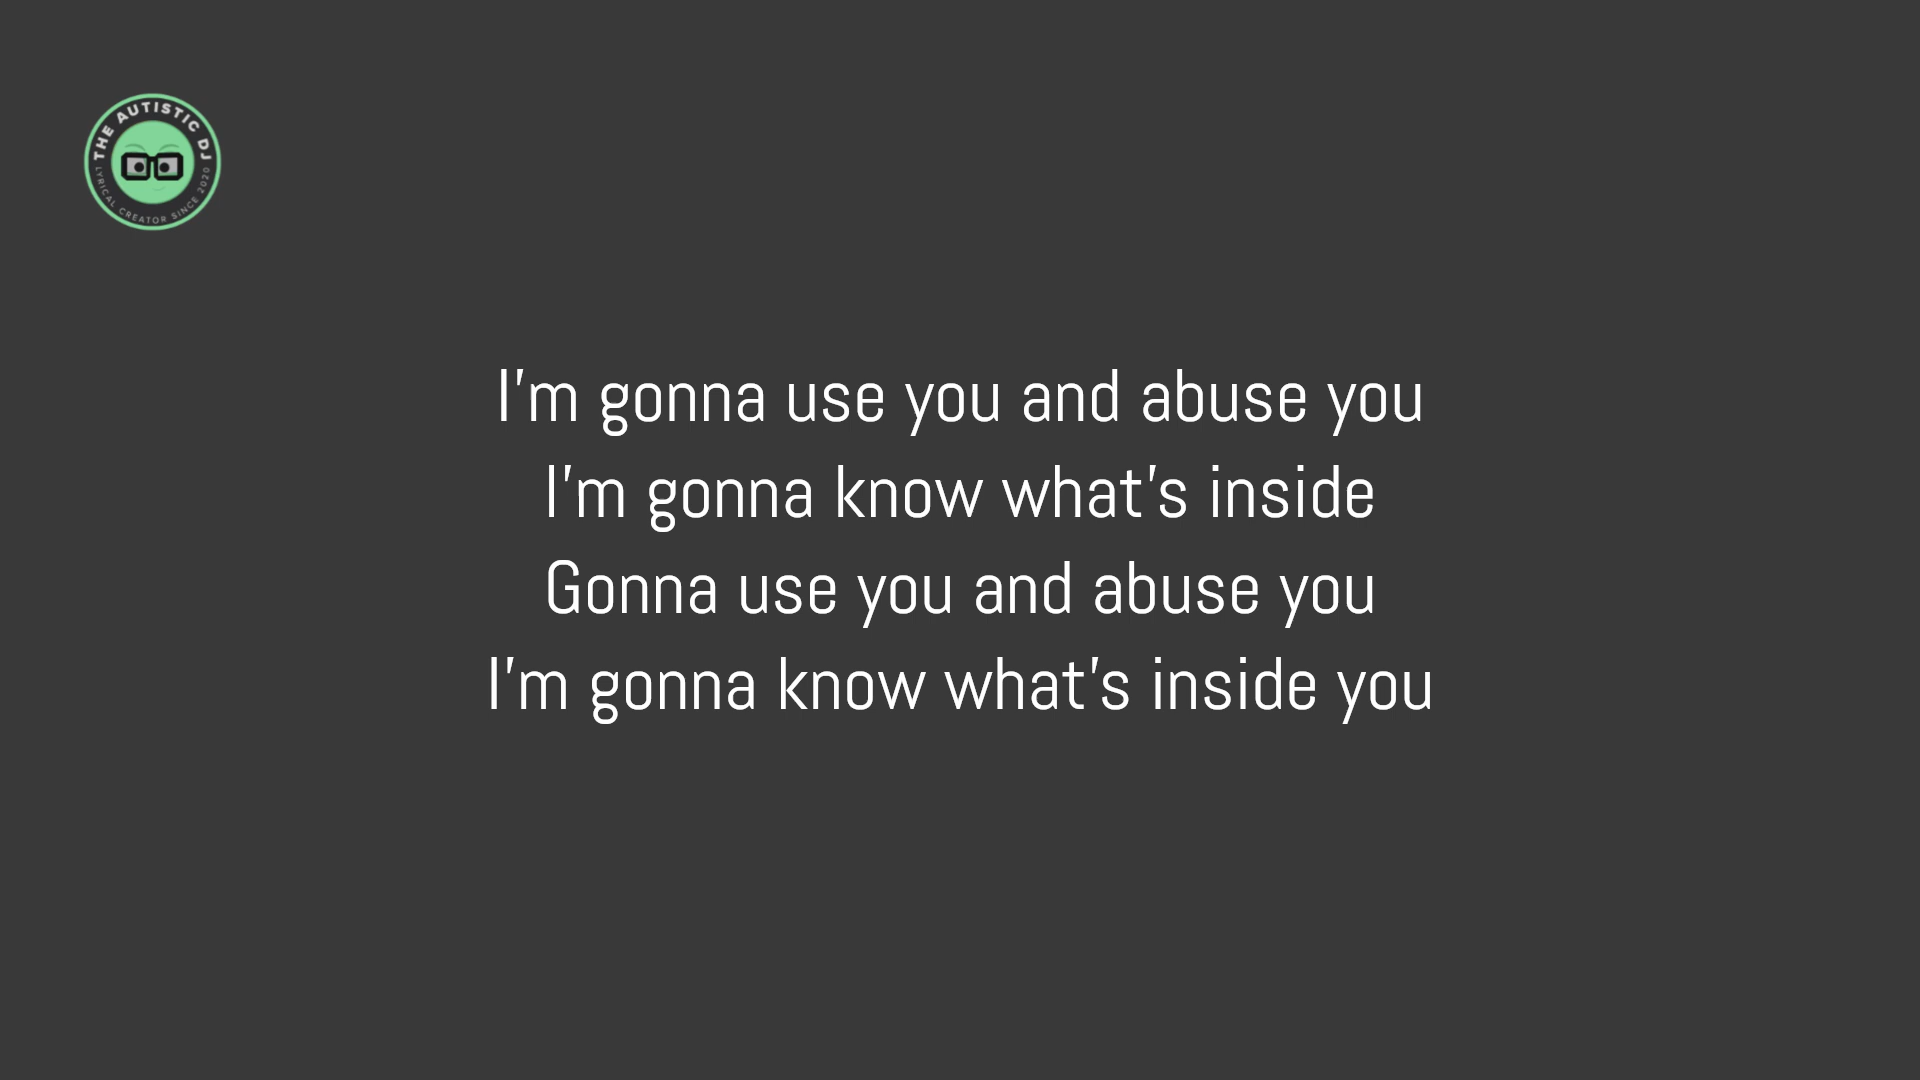 THE AUTISTIC DJ
LYRICAL CREATOR SINCE 2020
I'm gonna use you and abuse you
I'm gonna know what's inside
Gonna use you and abuse you
I'm gonna know what's inside you